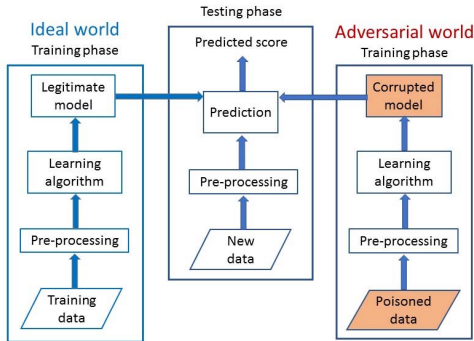 Ideal world
Training phase
Legitimate
model
Learning
algorithm
Pre-processing
Training
data
Testing phase
Predicted score
Prediction
Pre-processing
New
data
Adversarial world
Training phase
Corrupted
model
Learning
algorithm
Pre-processing
Poisoned
data